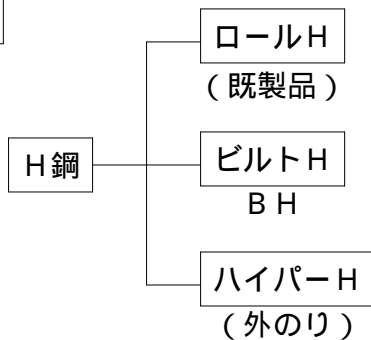 ロールH
（既製品）
H鋼
ビルトH
BH
ハイパーH
（外のり）